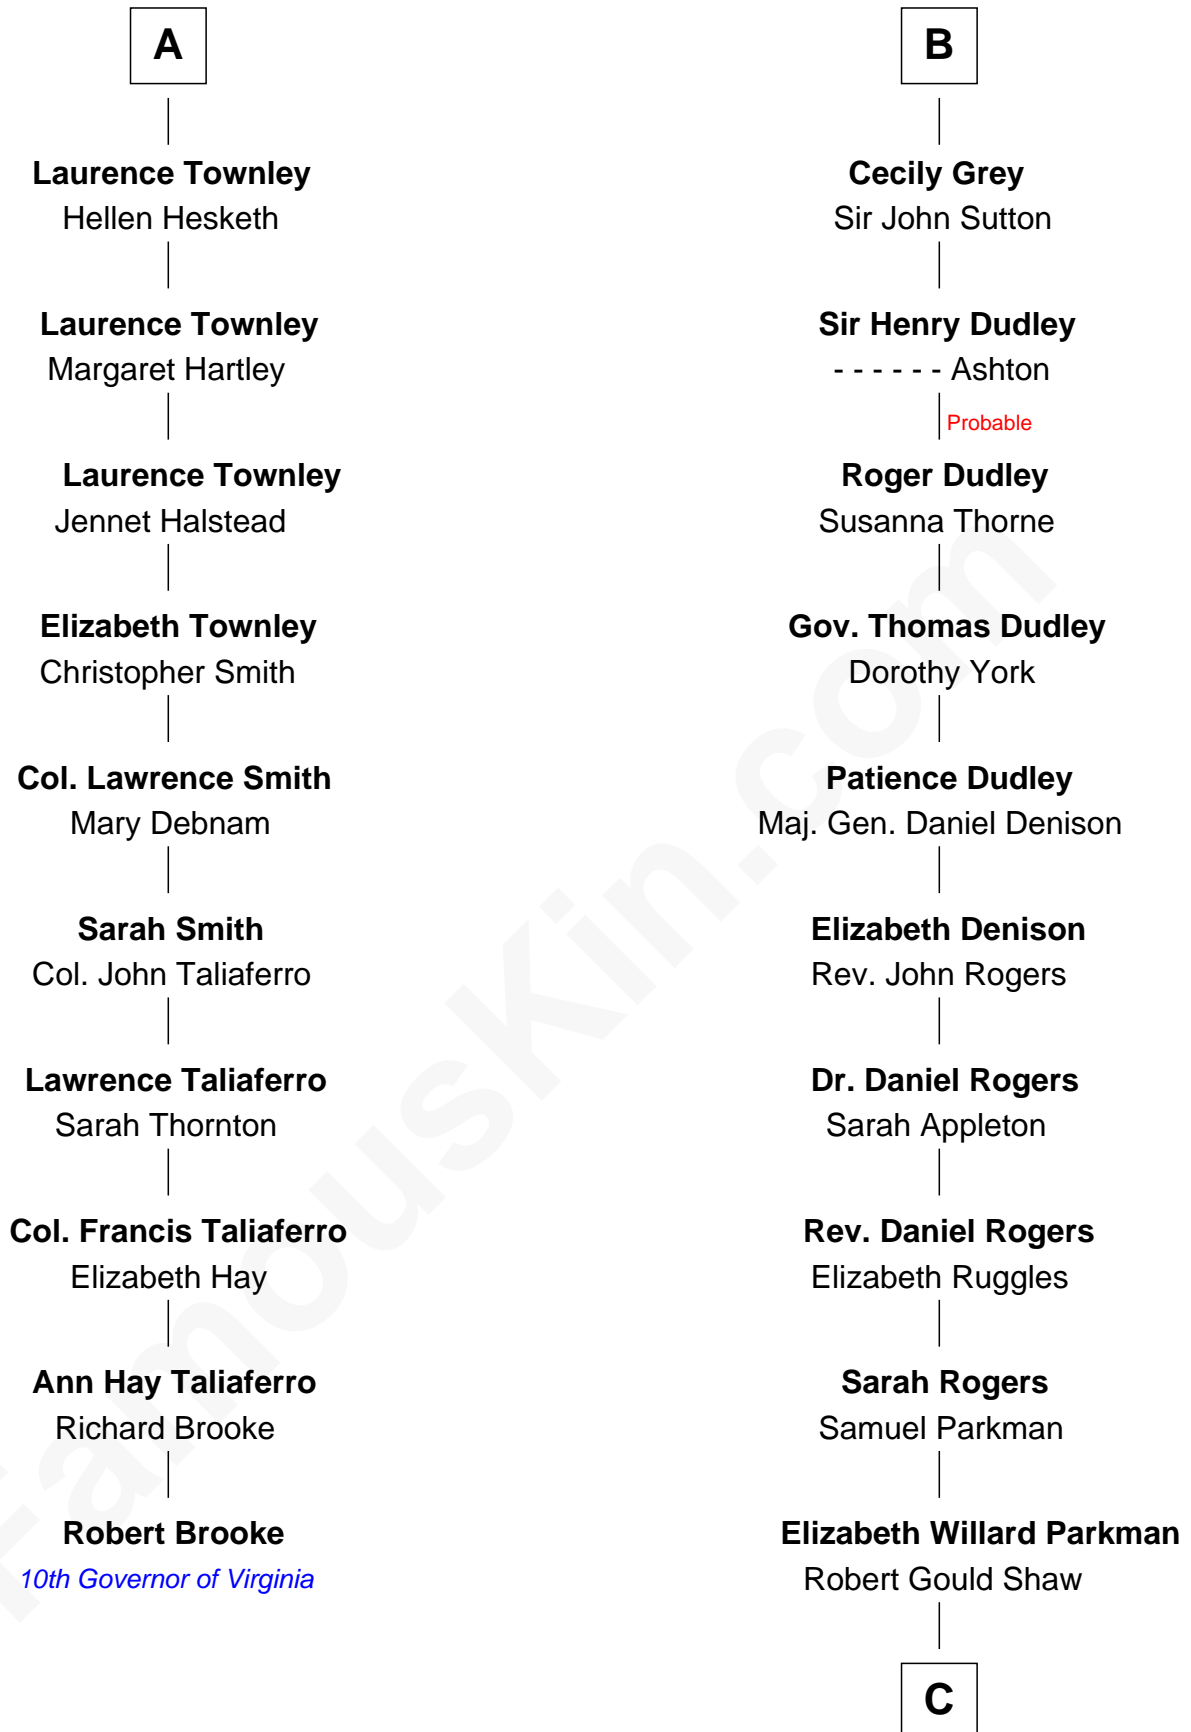 A
Laurence Townley
Hellen Hesketh
Laurence Townley
Margaret Hartley
Laurence Townley
Jennet Halstead
Elizabeth Townley
Christopher Smith
Col. Lawrence Smith
Mary Debnam
Sarah Smith
Col. John Taliaferro
Lawrence Taliaferro
Sarah Thornton
Col. Francis Taliaferro
Elizabeth Hay
Ann Hay Taliaferro
Richard Brooke
Robert Brooke
10th Governor of Virginia
B
Cecily Grey
Sir John Sutton
Sir Henry Dudley
- - - - - - Ashton
Probable
Roger Dudley
Susanna Thorne
Gov. Thomas Dudley
Dorothy York
Patience Dudley
Maj. Gen. Daniel Denison
Elizabeth Denison
Rev. John Rogers
Dr. Daniel Rogers
Sarah Appleton
Rev. Daniel Rogers
Elizabeth Ruggles
Sarah Rogers
Samuel Parkman
Elizabeth Willard Parkman
Robert Gould Shaw
C
FamousKin.com